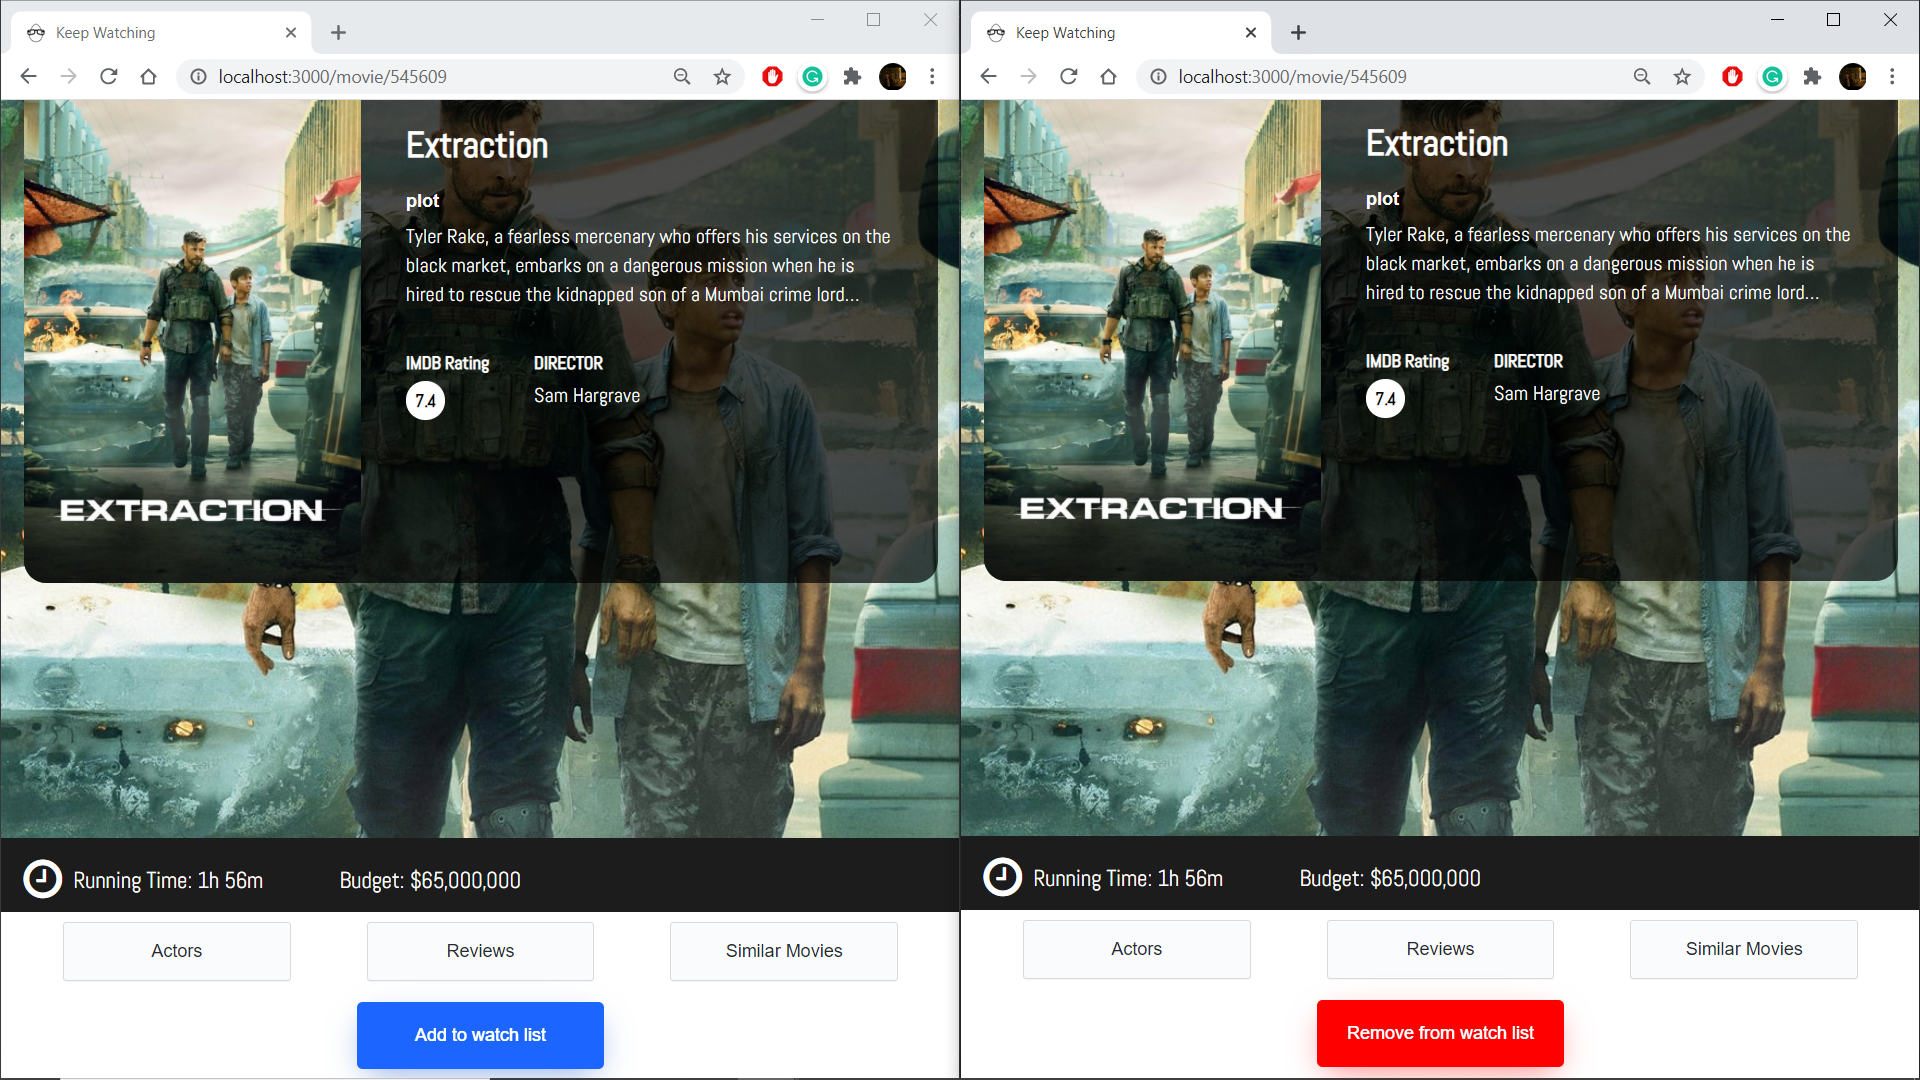 Keep Watching
localhost:3000/movie/545609
Extraction
plot
Tyler Rake, a fearless mercenary who offers his services on the
black market, embarks on a dangerous mission when he is
hired to rescue the kidnapped son of a Mumbai crime lord...
IMDB Rating
DIRECTOR
7.4
Sam Hargrave
EXTRACTION
Running Time: 1h 56m
Budget: $65,000,000
Actors
Reviews
Similar Movies
Add to watch list
Keep Watching
localhost:3000/movie/545609
Extraction
plot
Tyler Rake, a fearless mercenary who offers his services on the
black market, embarks on a dangerous mission when he is
hired to rescue the kidnapped son of a Mumbai crime lord...
IMDB Rating
DIRECTOR
7.4
Sam Hargrave
EXTRACTION
Running Time: 1h 56m
Budget: $65,000,000
Actors
Reviews
Similar Movies
Remove from watch list